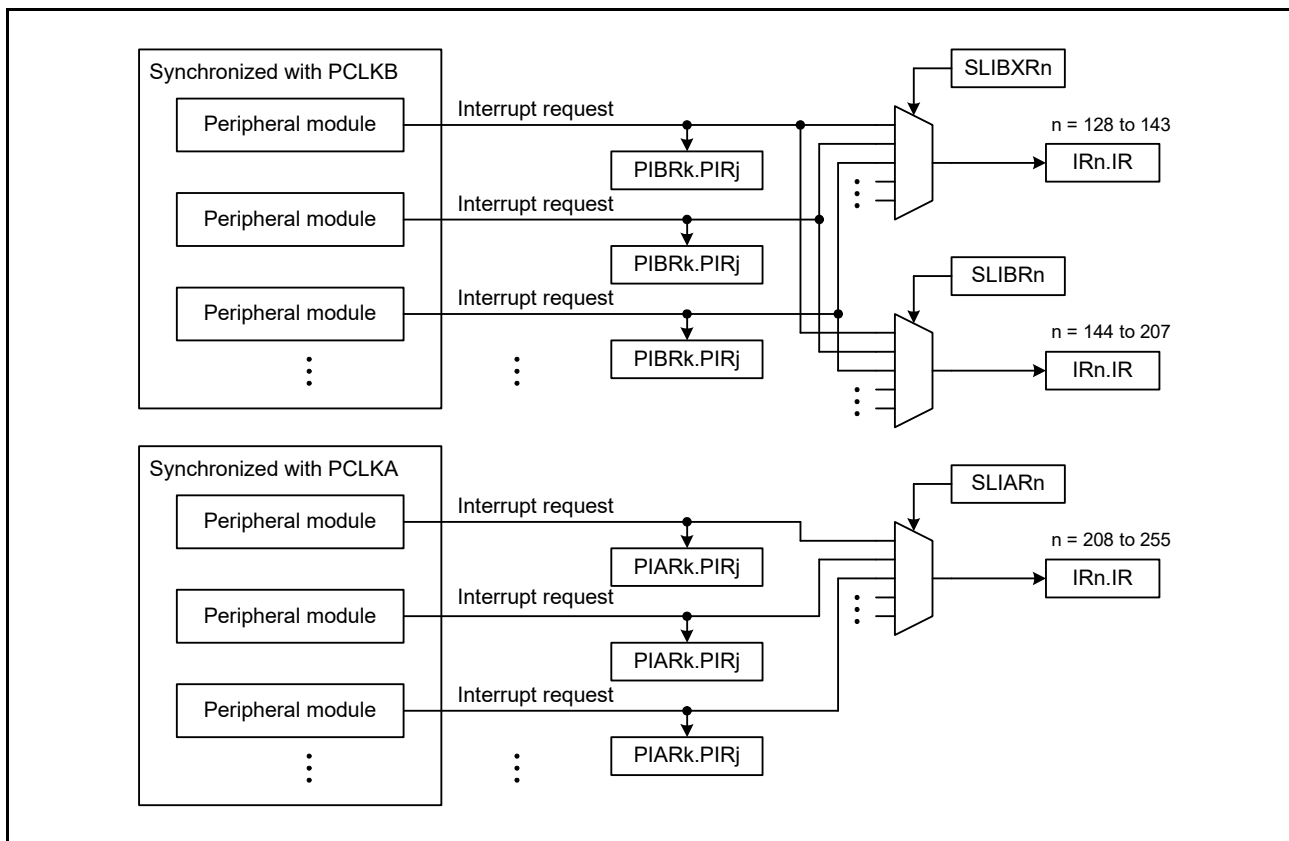 Synchronized with PCLKB
SLIBXRn
Peripheral module
Interrupt request
n = 128 to 143
PIBRk.PIRj
IRn.IR
Peripheral module
Interrupt request
PIBRk.PIRj
SLIBRn
Peripheral module
Interrupt request
n = 144 to 207
PIBRk.PIRj
IRn.IR
Synchronized with PCLKA
SLIARn
Peripheral module
Interrupt request
n = 208 to 255
PIARk.PIRj
IRn.IR
Peripheral module
Interrupt request
PIARk.PIRj
Peripheral module
Interrupt request
PIARk.PIRj